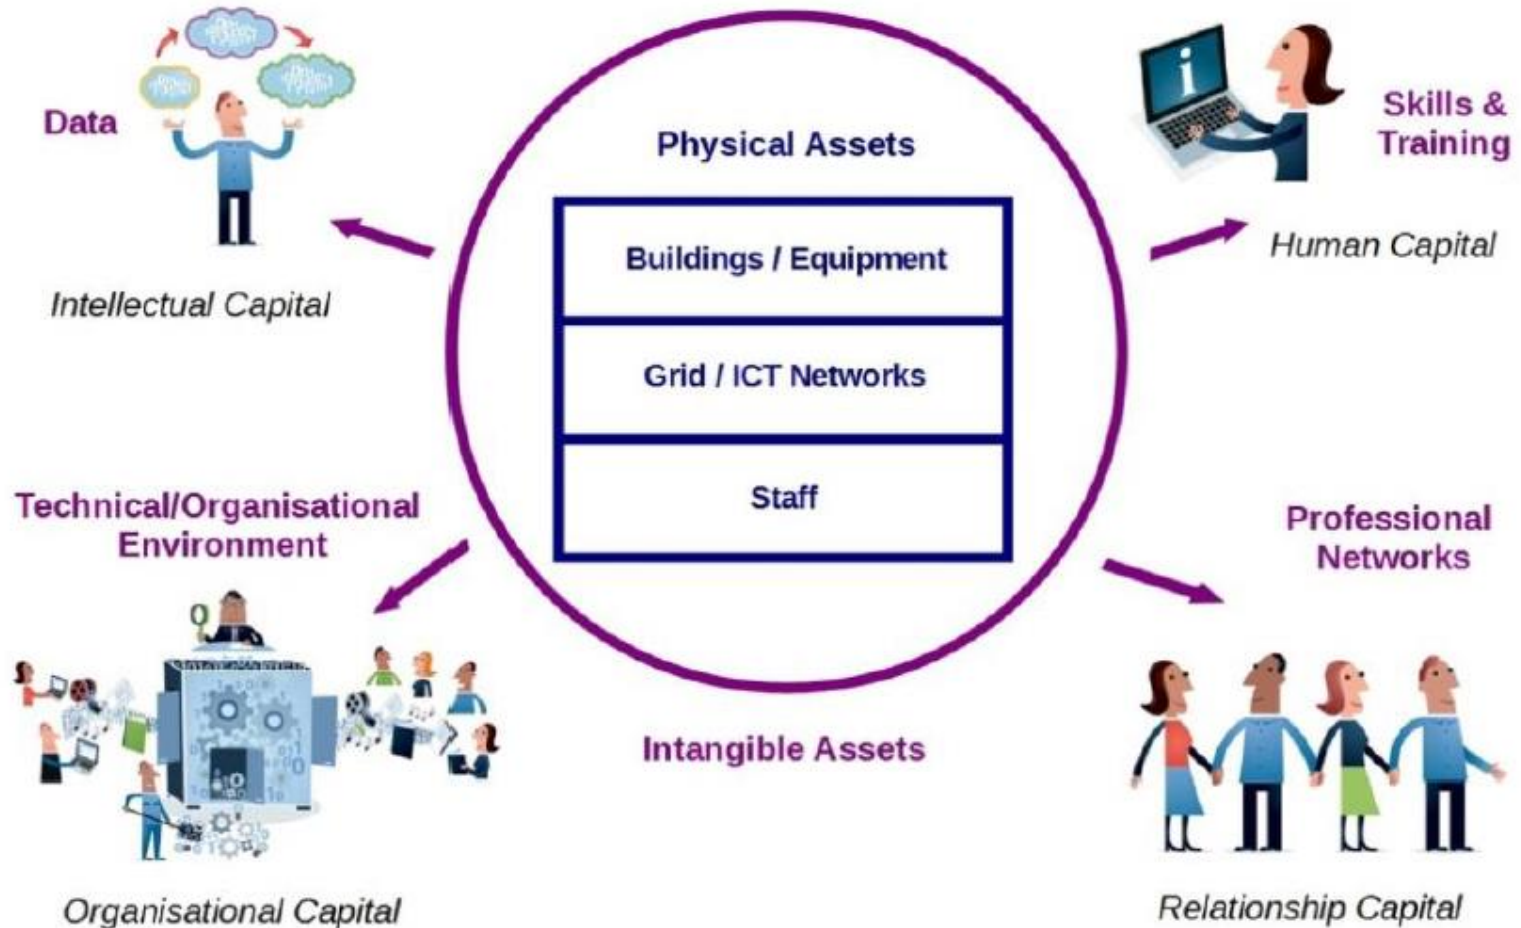 Data
Intellectual Capital
Physical Assets
Buildings / Equipment
Grid / ICT Networks
Staff
Skills &
Training
Human Capital
Technical/Organisational
Environment
Organisational Capital
Intangible Assets
Professional
Networks
Relationship Capital